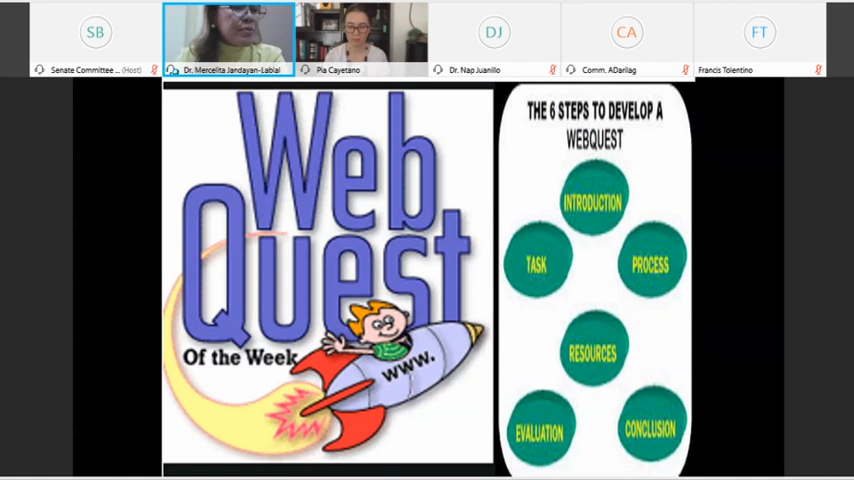 SB
DJ
CA
FT
Senate Committee ... (Host)
Dr. Mercelita Jandayan-Labial
Pia Cayetano
Dr. Nap Juanillo
Comm. ADarilag
Francis Tolentino
Web
Quest
Of the Week
www.
THE 6 STEPS TO DEVELOP A
WEBQUEST
INTRODUCTION
TASK
PROCESS
RESOURCES
EVALUATION
CONCLUSION